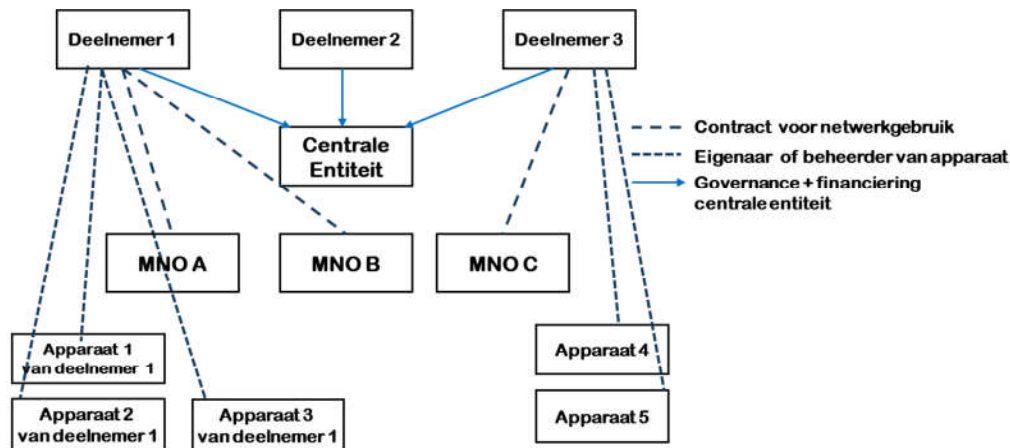 Deelnemer 1
Deelnemer 2
Deelnemer 3
Centrale
Entiteit
Contract voor netwerkgebruik
Eigenaar of beheerder van apparaat
Governance + financiering
centrale entiteit
MNO A
MNO B
MNO C
Apparaat 1
van deelnemer 1
Apparaat 4
Apparaat 2
van deelnemer 1
Apparaat 3
van deelnemer 1
Apparaat 5